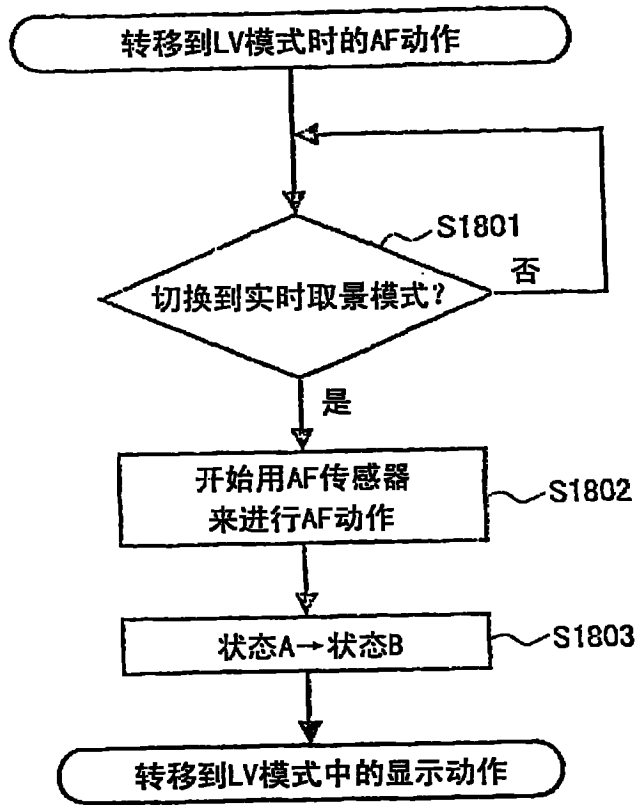 转移到LV模式时的AF动作
S1801
切换到实时取景模式?
否
是
开始用AF传感器
来进行AF动作
S1802
状态A→状态B
S1803
转移到LV模式中的显示动作